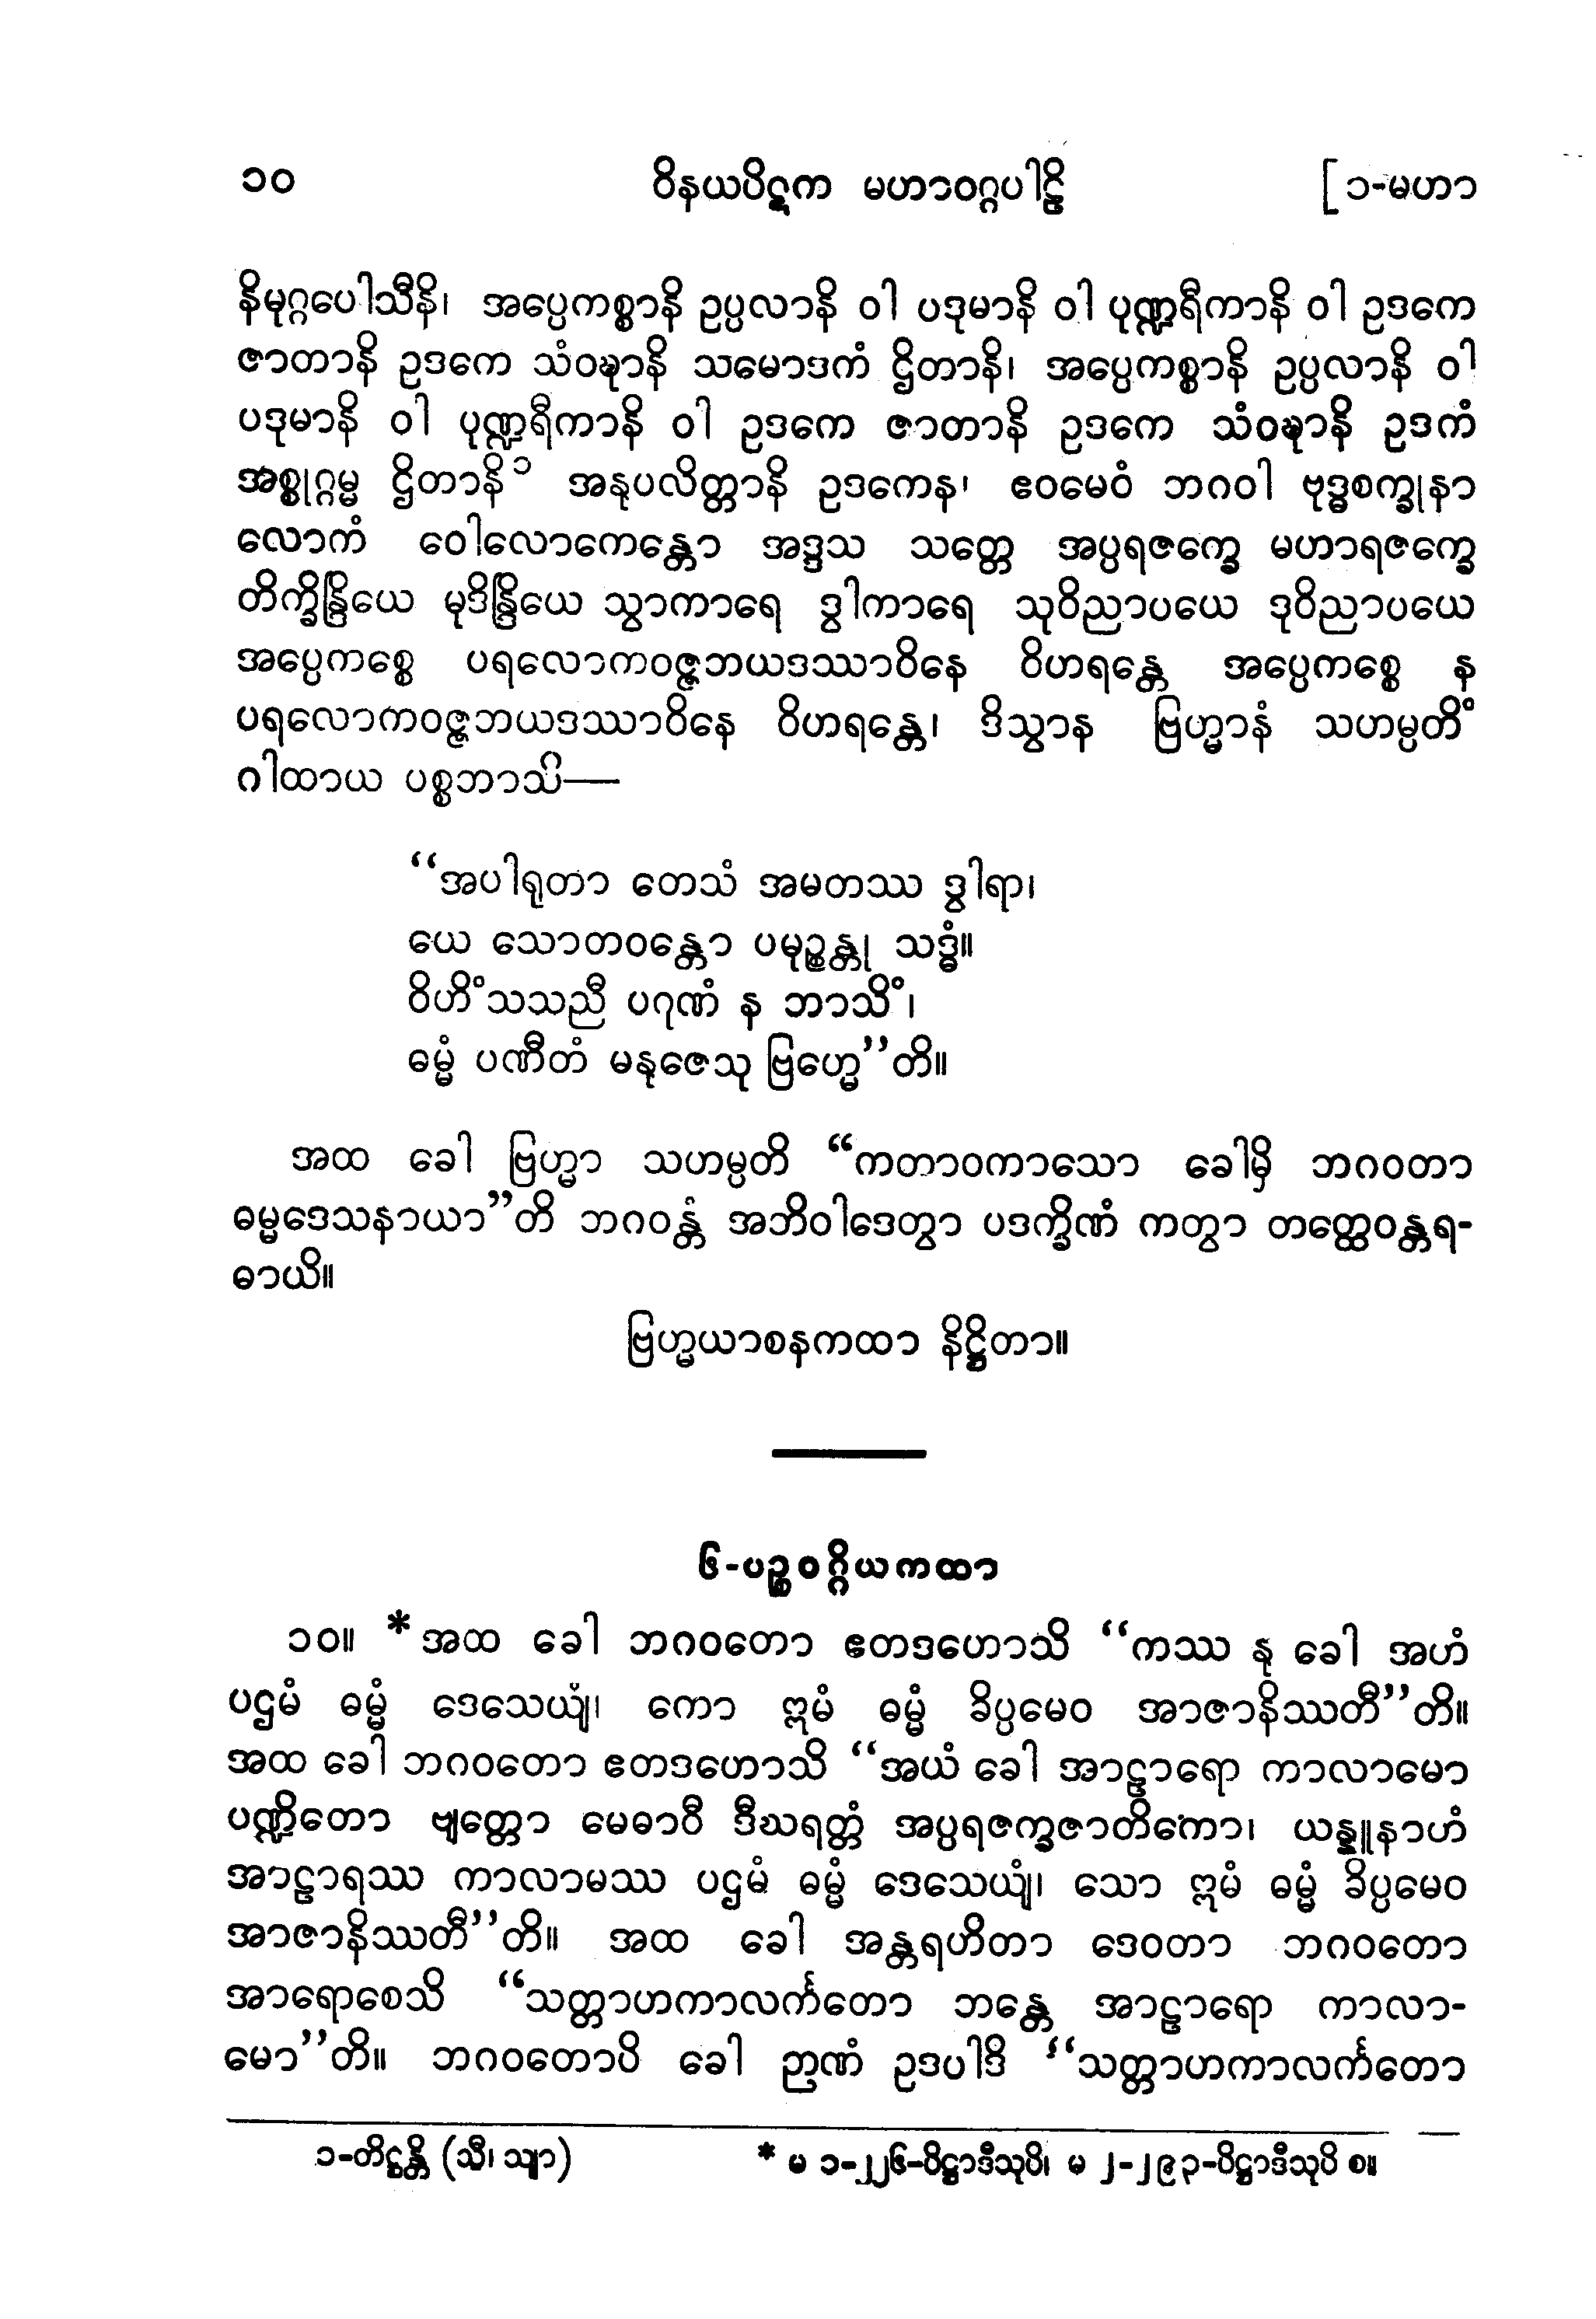 ၁၀ ဝိနယပိဋက မဟာဝဂ္ဂပါဠိ [၁-မဟာ
နိမုဂ္ဂပေါသီနိ၊ အပ္ပေကစ္စာနိ ဥပ္ပလာနိ ဝါ ပဒုမာနိ ဝါ ပုဏ္ဍရီကာနိ ဝါ ဥဒကေ
ဇာတာနိ ဥဒကေ သံဝဍ္ဎာနိ သမောဒကံ ဌိတာနိ၊ အပ္ပေကစ္စာနိ ဥပ္ပလာနိ ဝါ
ပဒုမာနိ ဝါ ပုဏ္ဍရီကာနိ ဝါ ဥဒကေ ဇာတာနိ ဥဒကေ သံဝဍ္ဎာနိ ဥဒကံ
အစ္စုဂ္ဂမ္မ ဌိတာနိ၁ အနုပလိတ္တာနိ ဥဒကေန၊ ဧဝမေဝံ ဘဂဝါ ဗုဒ္ဓစက္ခုနာ
လောကံ ဝေါလောကေန္တော အဒ္ဒသ သတ္တေ အပ္ပရဇက္ခေ မဟာရဇက္ခေ
တိက္ခိန္ဒြိယေ မုဒိန္ဒြိယေ သွာကာရေ ဒွါကာရေ သုဝိညာပယေ ဒုဝိညာပယေ
အပ္ပေကစ္စေ ပရလောကဝဇ္ဇဘယဒဿာဝိနေ ဝိဟရန္တေ အပ္ပေကစ္စေ န
ပရလောကဝဇ္ဇဘယဒဿာဝိနေ ဝိဟရန္တေ၊ ဒိသွာန ဗြဟ္မာနံ သဟမ္ပတိံ
ဂါထာယ ပစ္စဘာသိ—
“အပါရုတာ တေသံ အမတဿ ဒွါရာ၊
ယေ သောတဝန္တော ပမုဉ္စန္တု သဒ္ဓံ။
ဝိဟိံသသညီ ပဂုဏံ န ဘာသိံ၊
ဓမ္မံ ပဏီတံ မနုဇေသု ဗြဟ္မေ”တိ။
အထ ခေါ ဗြဟ္မာ သဟမ္ပတိ “ကတာဝကာသော ခေါမှိ ဘဂဝတာ
ဓမ္မဒေသနာယာ”တိ ဘဂဝန္တံ အဘိဝါဒေတွာ ပဒက္ခိဏံ ကတွာ တတ္ထေဝန္တရ-
ဓာယိ။
ဗြဟ္မယာစနကထာ နိဋ္ဌိတာ။
၆-ပဉ္စဝဂ္ဂိယကထာ
၁၀။ *အထ ခေါ ဘဂဝတော ဧတဒဟောသိ “ကဿ နု ခေါ အဟံ
ပဌမံ ဓမ္မံ ဒေသေယျံ၊ ကော ဣမံ ဓမ္မံ ခိပ္ပမေဝ အာဇာနိဿတီ”တိ။
အထ ခေါ ဘဂဝတော ဧတဒဟောသိ “အယံ ခေါ အာဠာရော ကာလာမော
ပဏ္ဍိတော ဗျတ္တော မေဓာဝီ ဒီဃရတ္တံ အပ္ပရဇက္ခဇာတိကော၊ ယန္နူနာဟံ
အာဠာရဿ ကာလာမဿ ပဌမံ ဓမ္မံ ဒေသေယျံ၊ သော ဣမံ ဓမ္မံ ခိပ္ပမေဝ
အာဇာနိဿတီ”တိ။ အထ ခေါ အန္တရဟိတာ ဒေဝတာ ဘဂဝတော
အာရောစေသိ “သတ္တာဟကာလင်္ကတော ဘန္တေ အာဠာရော ကာလာ-
မော”တိ။ ဘဂဝတောပိ ခေါ ဉာဏံ ဥဒပါဒိ “သတ္တာဟကာလင်္ကတော
၁-တိဋ္ဌန္တိ (သီ၊ သျာ) * မ ၁-၂၂၆-ပိဋ္ဌာဒီသုပိ၊ မ ၂-၂၉၃-ပိဋ္ဌာဒီသုပိ စ။